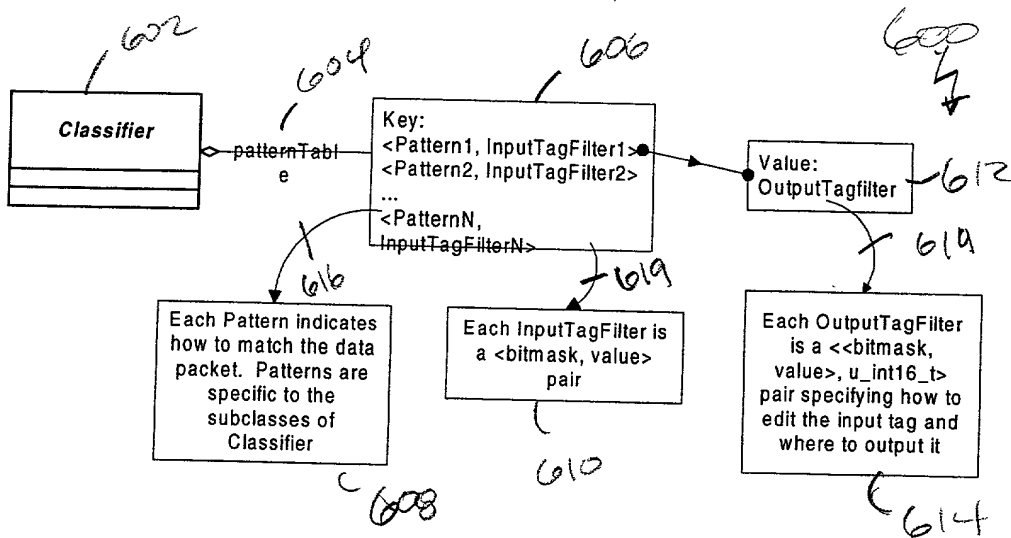 602
604
606
600
Classifier
patternTabl
e
Key:
<Pattern1, InputTagFilter1>
<Pattern2, InputTagFilter2>
...
<PatternN,
InputTagFilterN>
Value:
OutputTagfilter
612
616
619
619
Each Pattern indicates
how to match the data
packet. Patterns are
specific to the
subclasses of
Classifier
Each InputTagFilter is
a <bitmask, value>
pair
Each OutputTagFilter
is a <<bitmask,
value>, u_int16_t>
pair specifying how to
edit the input tag and
where to output it
608
610
614